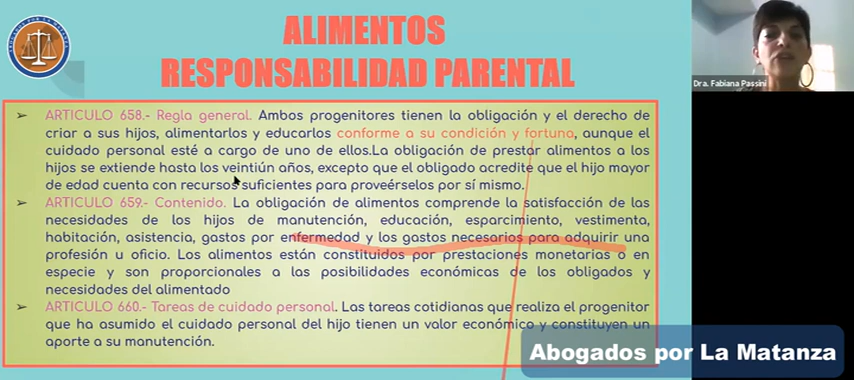 ALIMENTOS
RESPONSABILIDAD PARENTAL
Dra. Fabiana Passini
ARTICULO 658.- Regla general. Ambos progenitores tienen la obligación y el derecho de
criar a sus hijos, alimentarlos y educarlos conforme a su condición y fortuna, aunque el
cuidado personal esté a cargo de uno de ellos.La obligación de prestar alimentos a los
hijos se extiende hasta los veintiún años, excepto que el obligado acredite que el hijo mayor
de edad cuenta con recursos suficientes para proveérselos por sí mismo.
ARTICULO 659.- Contenido. La obligación de alimentos comprende la satisfacción de las
necesidades de los hijos de manutención, educación, esparcimiento, vestimenta,
habitación, asistencia, gastos por enfermedad y los gastos necesarios para adquirir una
profesión u oficio. Los alimentos están constituidos por prestaciones monetarias o en
especie y son proporcionales a las posibilidades económicas de los obligados y
necesidades del alimentado
ARTICULO 660.- Tareas de cuidado personal. Las tareas cotidianas que realiza el progenitor
que ha asumido el cuidado personal del hijo tienen un valor económico y constituyen un
aporte a su manutención.
Abogados por La Matanza